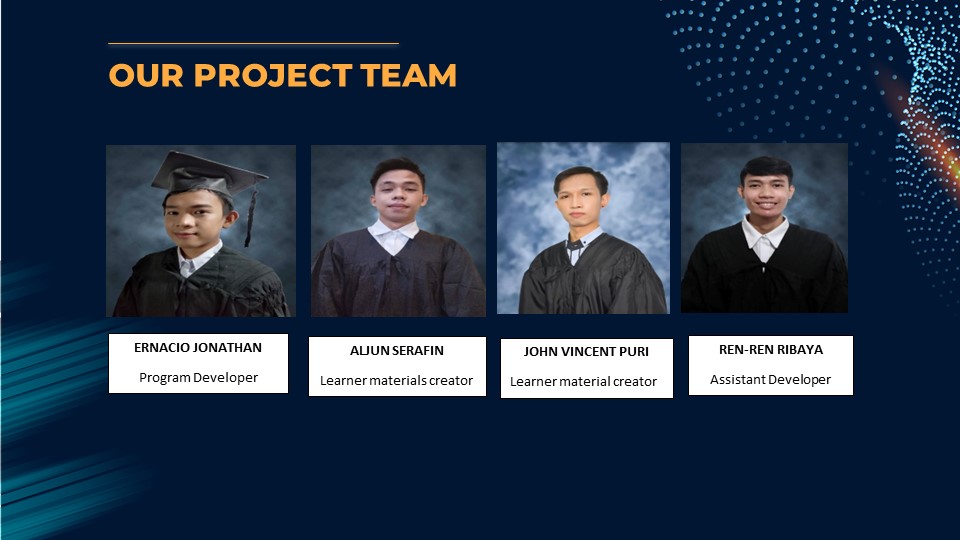 OUR PROJECT TEAM
ERNACIO JONATHAN
Program Developer
ALJUN SERAFIN
Learner materials creator
JOHN VINCENT PURI
Learner material creator
REN-REN RIBAYA
Assistant Developer